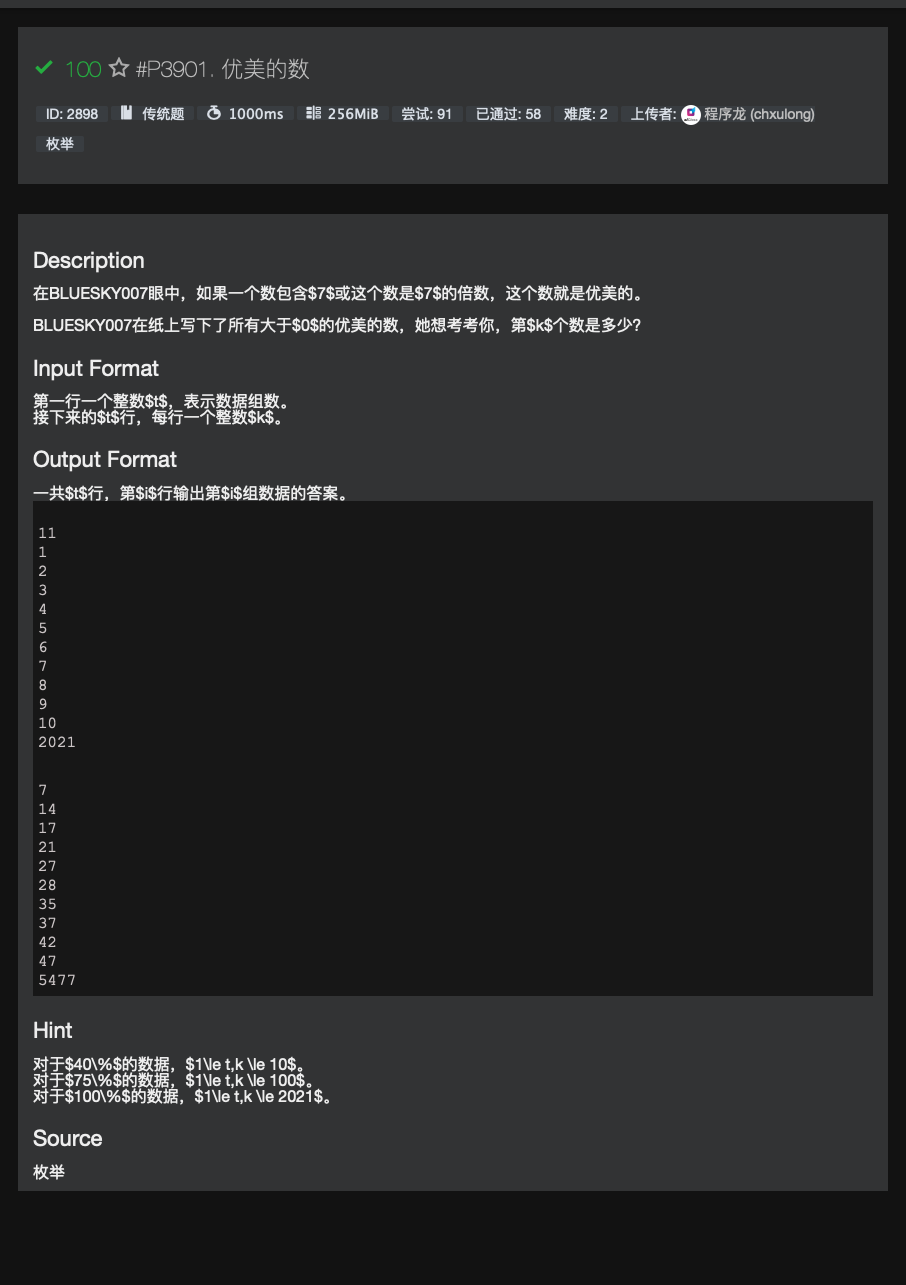 100 #P3901. 优美的数
ID: 2898 传统题 1000ms 256MiB 尝试: 91 已通过: 58 难度: 2 上传者: 程序龙 (chxulong)
枚举
Description
在BLUESKY007眼中，如果一个数包含$7$或这个数是$7$的倍数，这个数就是优美的。
BLUESKY007在纸上写下了所有大于$0$的优美的数，她想考考你，第$k$个数是多少?
Input Format
第一行一个整数$t$，表示数据组数。
接下来的$t$行，每行一个整数$k$。
Output Format
一共$t$行，第$i$行输出第$i$组数据的答案。
11
1
2
3
4
5
6
7
8
9
10
2021
7
14
17
21
27
28
35
37
42
47
5477
Hint
对于$40\%$的数据，$1\le t,k \le 10$。
对于$75\%$的数据，$1\le t,k \le 100$。
对于$100\%$的数据，$1\le t,k \le 2021$。
Source
枚举